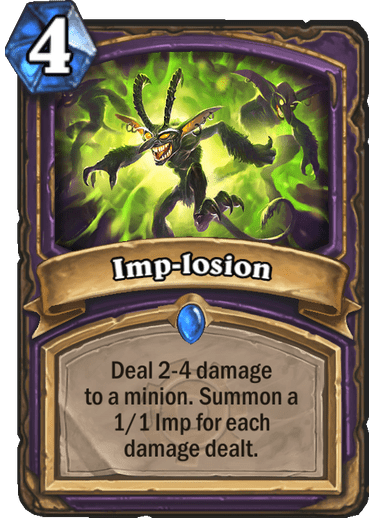 4
Imp-losion
Deal 2-4 damage
to a minion. Summon a
1/1 Imp for each
damage dealt.